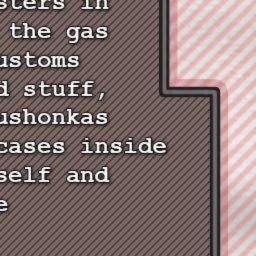 sters in
the gas
ustoms
d stuff,
ushonkas
cases inside
self and
e